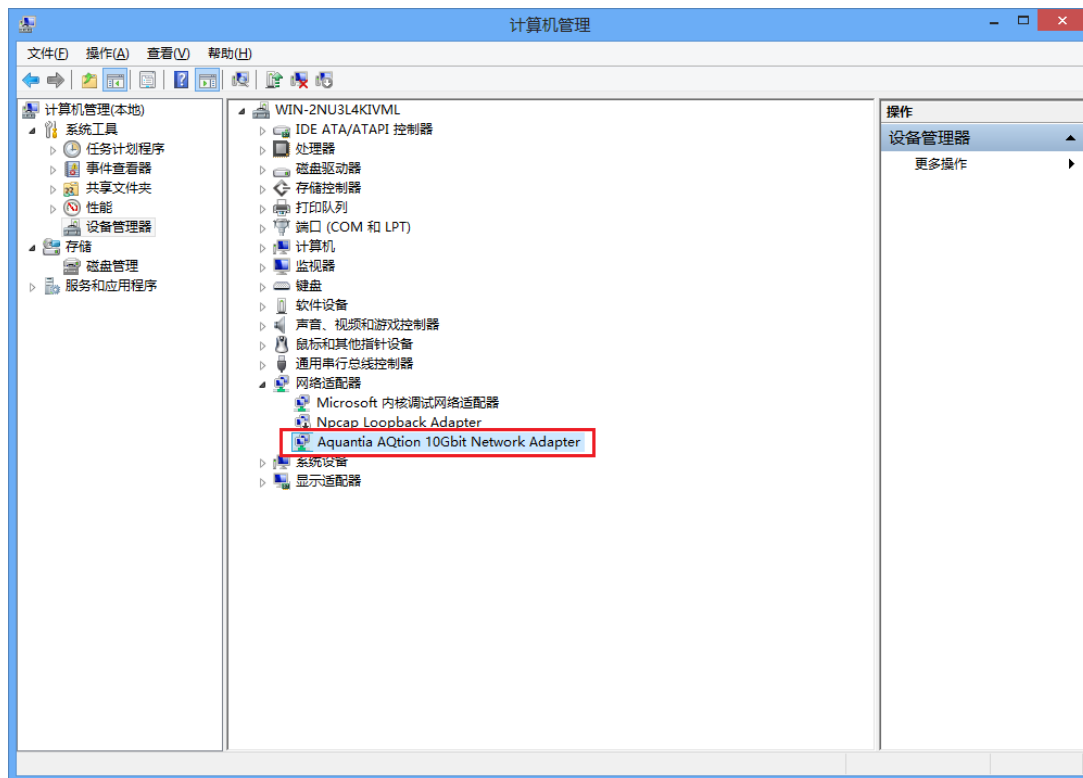 计算机管理
文件(F) 操作(A) 查看(V) 帮助(H)
计算机管理(本地)
系统工具
任务计划程序
事件查看器
共享文件夹
性能
设备管理器
存储
磁盘管理
服务和应用程序
WIN-2NU3L4KIVML
IDE ATA/ATAPI 控制器
处理器
磁盘驱动器
存储控制器
打印队列
端口 (COM 和 LPT)
计算机
监视器
键盘
软件设备
声音、视频和游戏控制器
鼠标和其他指针设备
通用串行总线控制器
网络适配器
Microsoft 内核调试网络适配器
Npcap Loopback Adapter
Aquantia AQtion 10Gbit Network Adapter
系统设备
显示适配器
操作
设备管理器
更多操作